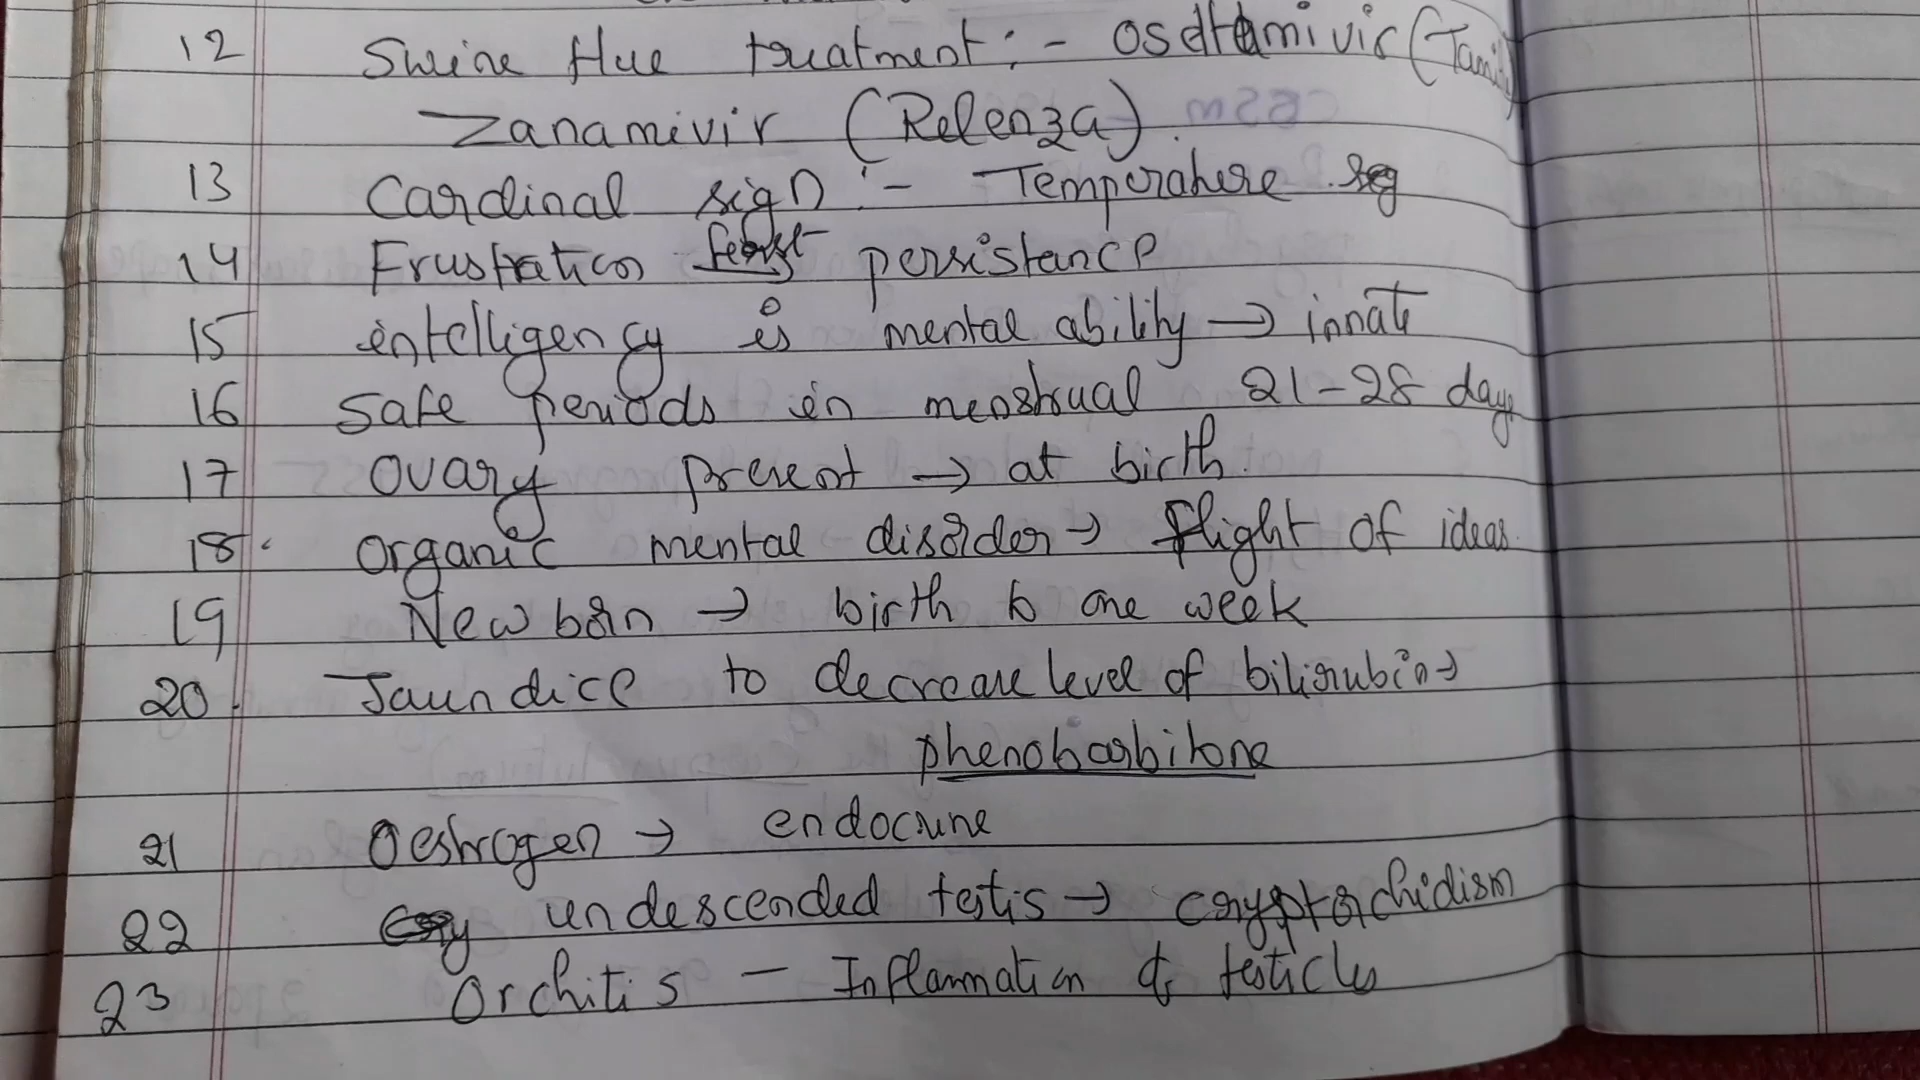 12 Swine flue treatment :- Oseltamivir (Tami
Zanamivir (Relenza).
13 Cardinal sign :- Temperature
14 Frustration persistence
15 intelligency is mental ability → innate
16 Safe periods in menstrual 21-28 days
17 Ovary present → at birth.
18. Organic mental disorder → flight of ideas.
19 New born → birth to one week
20. Jaundice to decrease level of bilirubin →
phenobarbitone
21 Oestrogen → endocrine
22 undescended testis → cryptorchidism
23 Orchitis - Inflammation of testicles